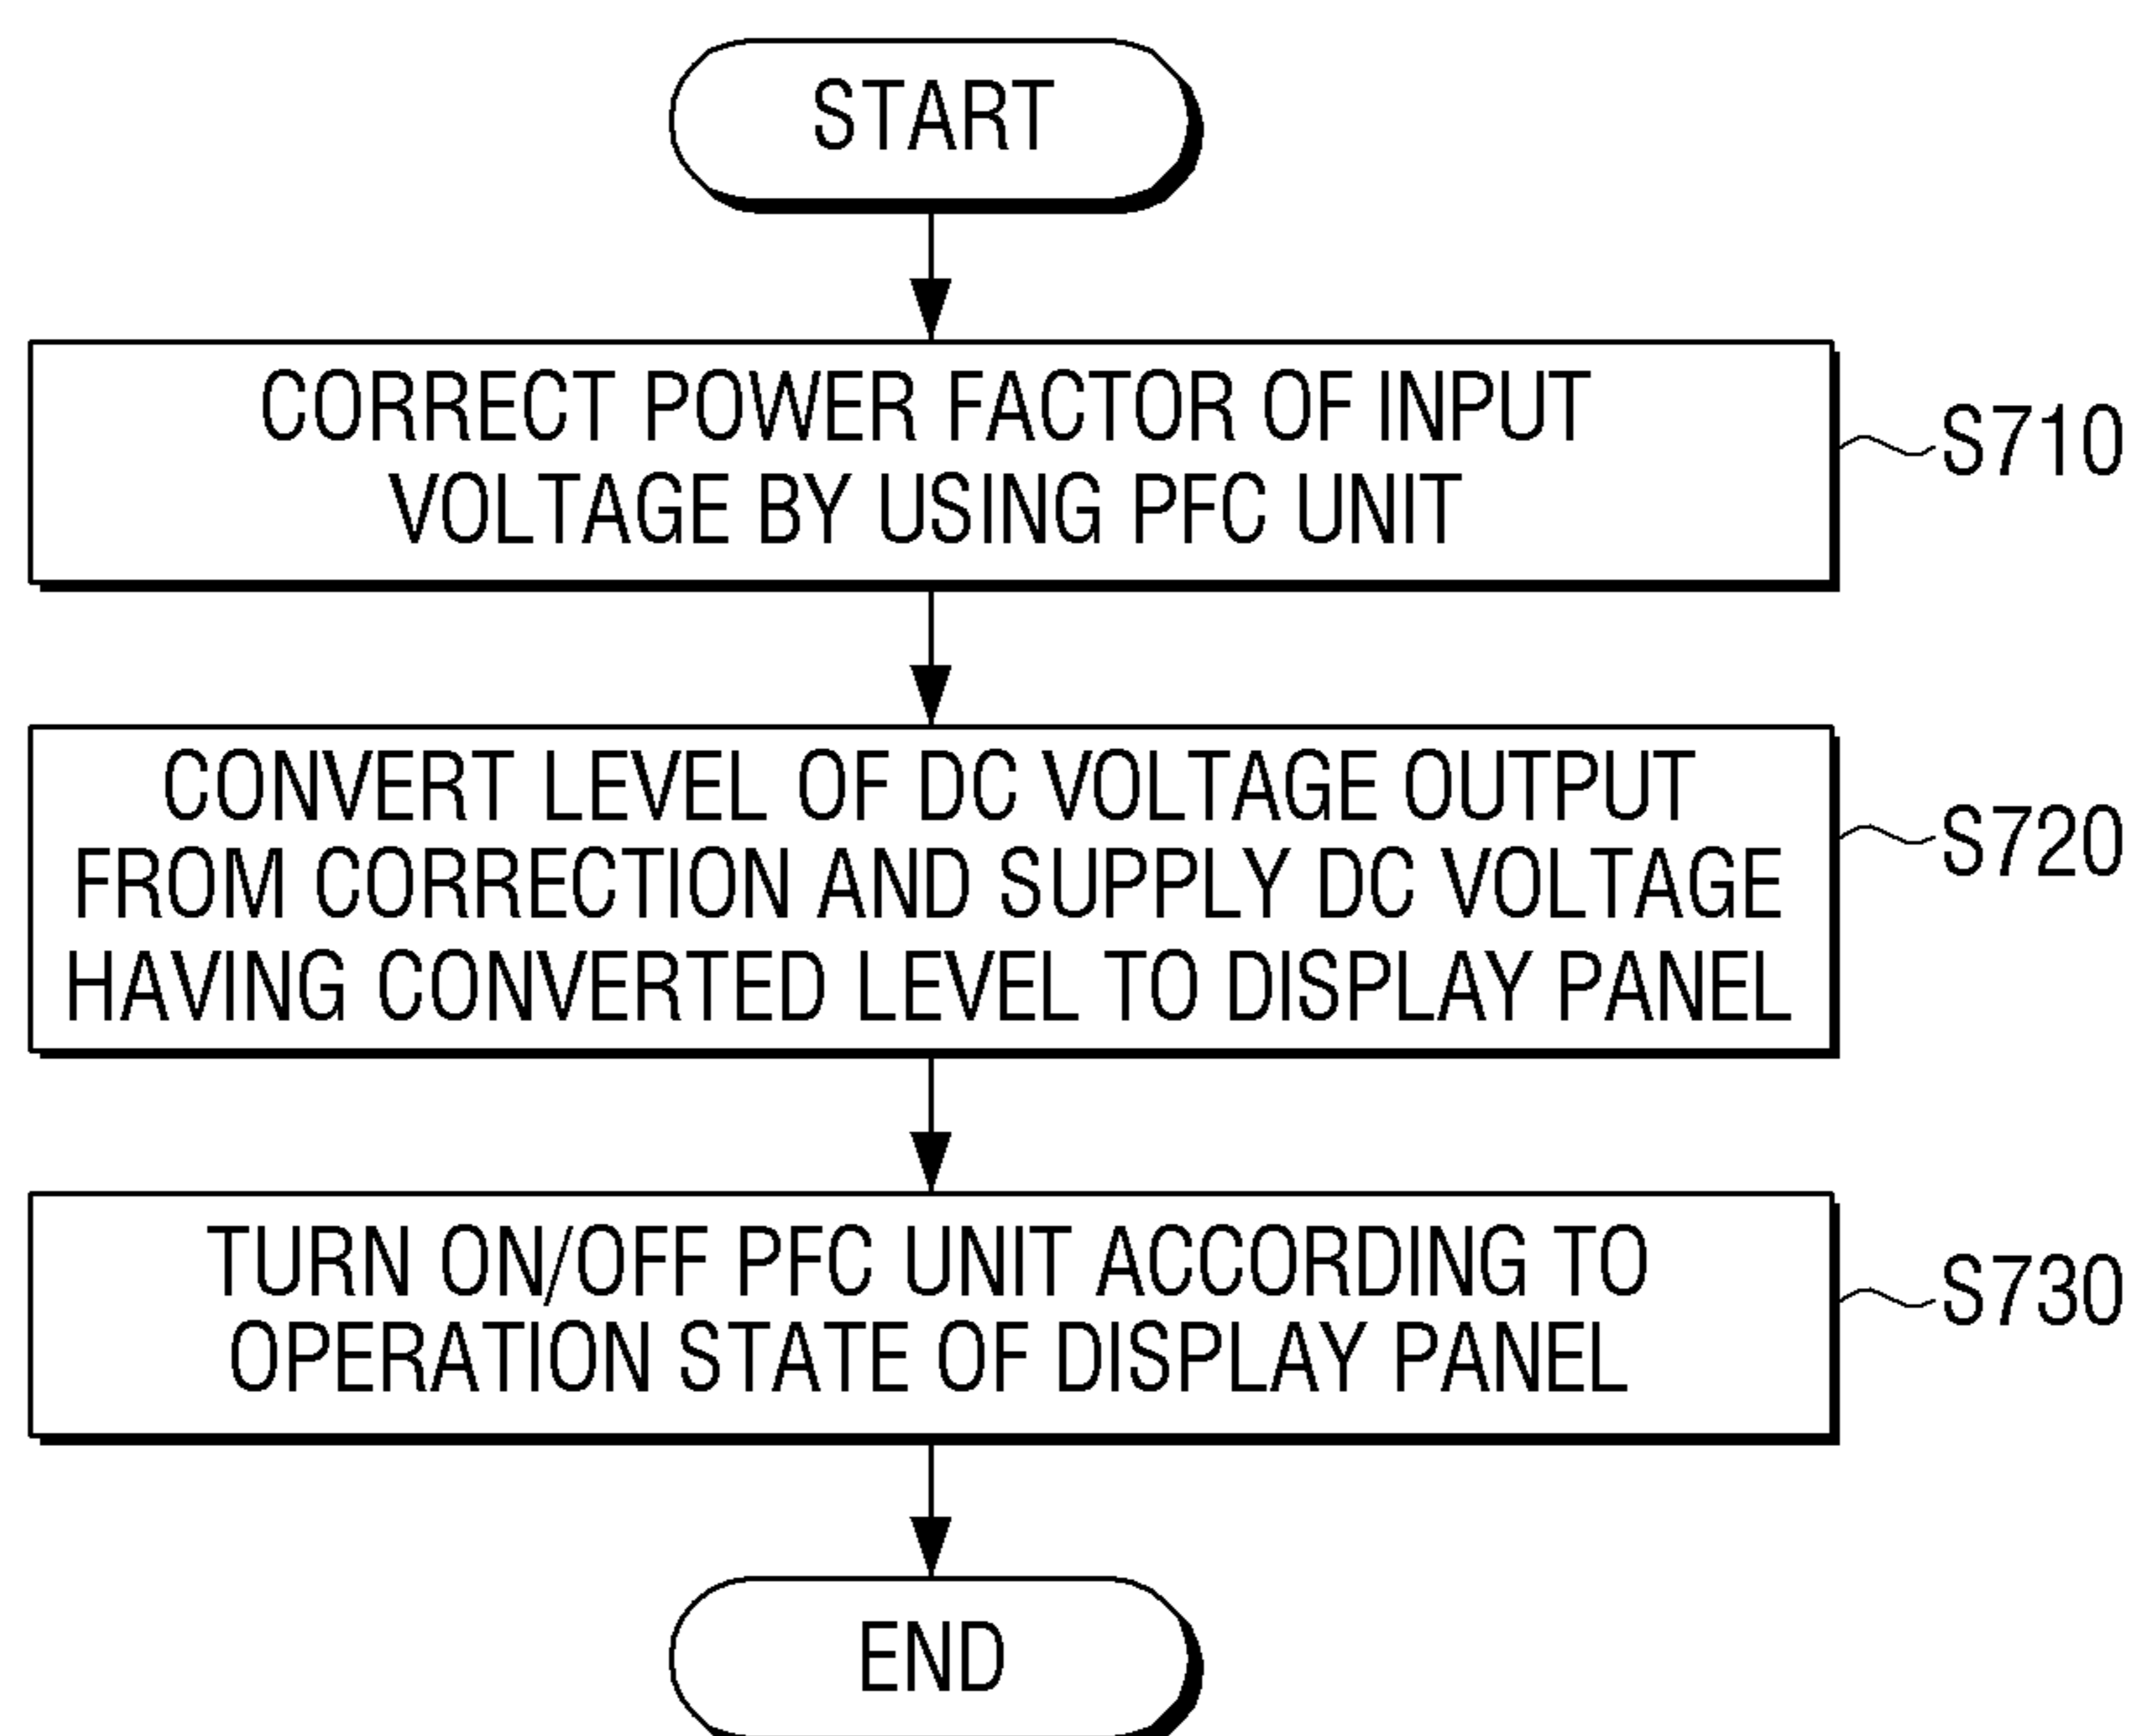 START
CORRECT POWER FACTOR OF INPUT
VOLTAGE BY USING PFC UNIT
S710
CONVERT LEVEL OF DC VOLTAGE OUTPUT
FROM CORRECTION AND SUPPLY DC VOLTAGE
HAVING CONVERTED LEVEL TO DISPLAY PANEL
S720
TURN ON/OFF PFC UNIT ACCORDING TO
OPERATION STATE OF DISPLAY PANEL
S730
END